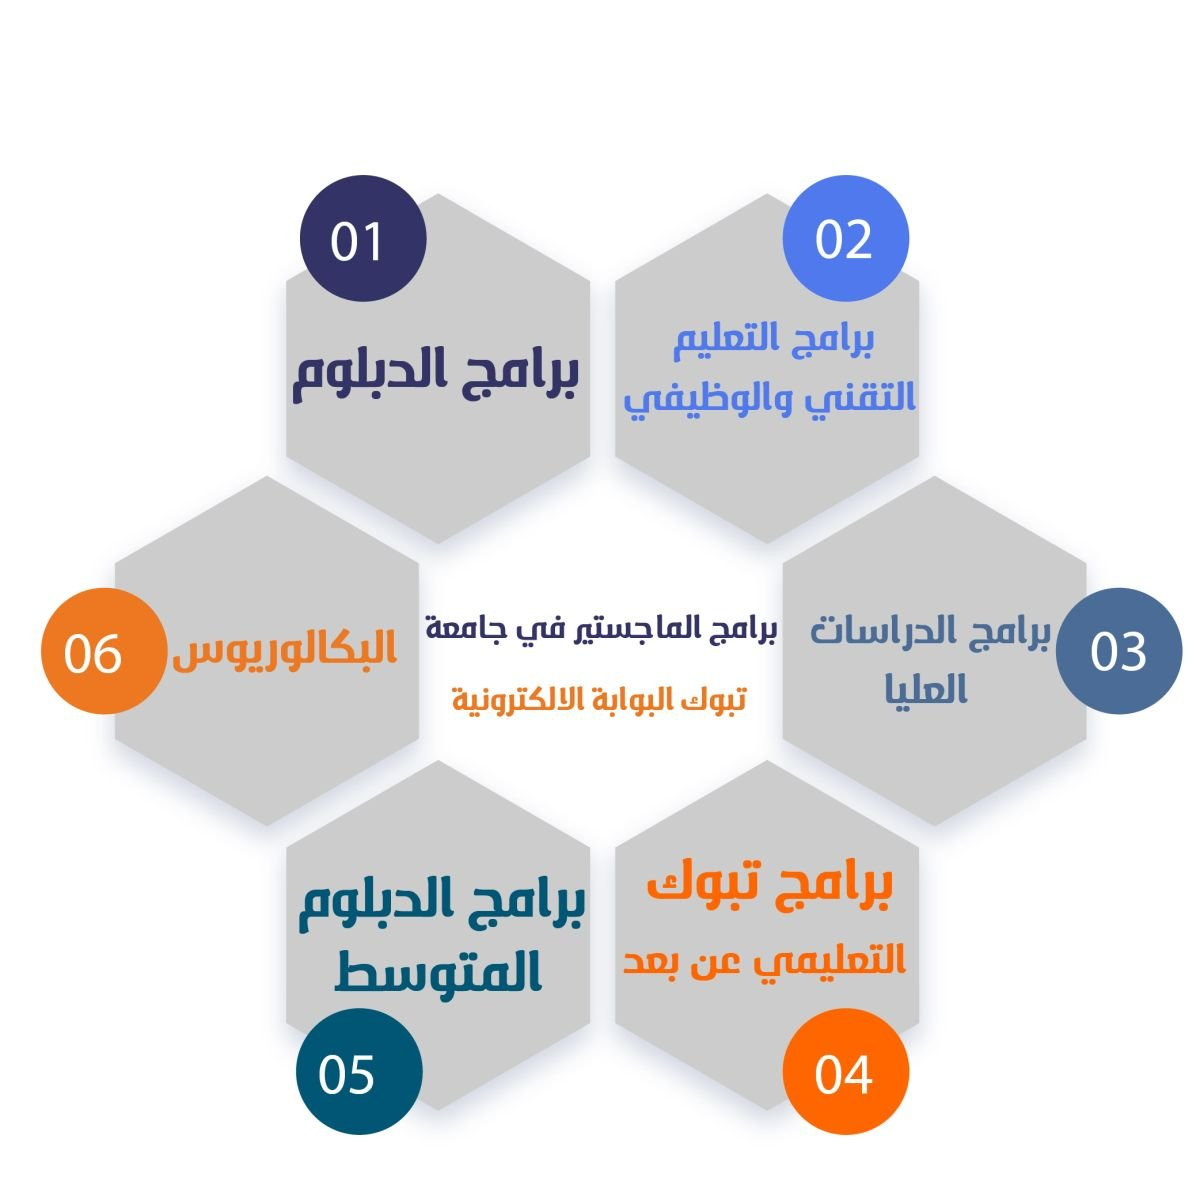 01
برامج الدبلوم
02
برامج التعليم
التقني والوظيفي
03
برامج الدراسات
العليا
04
برامج تبوك
التعليمي عن بعد
05
برامج الدبلوم
المتوسط
06
البكالوريوس
برامج الماجستير في جامعة
تبوك البوابة الالكترونية